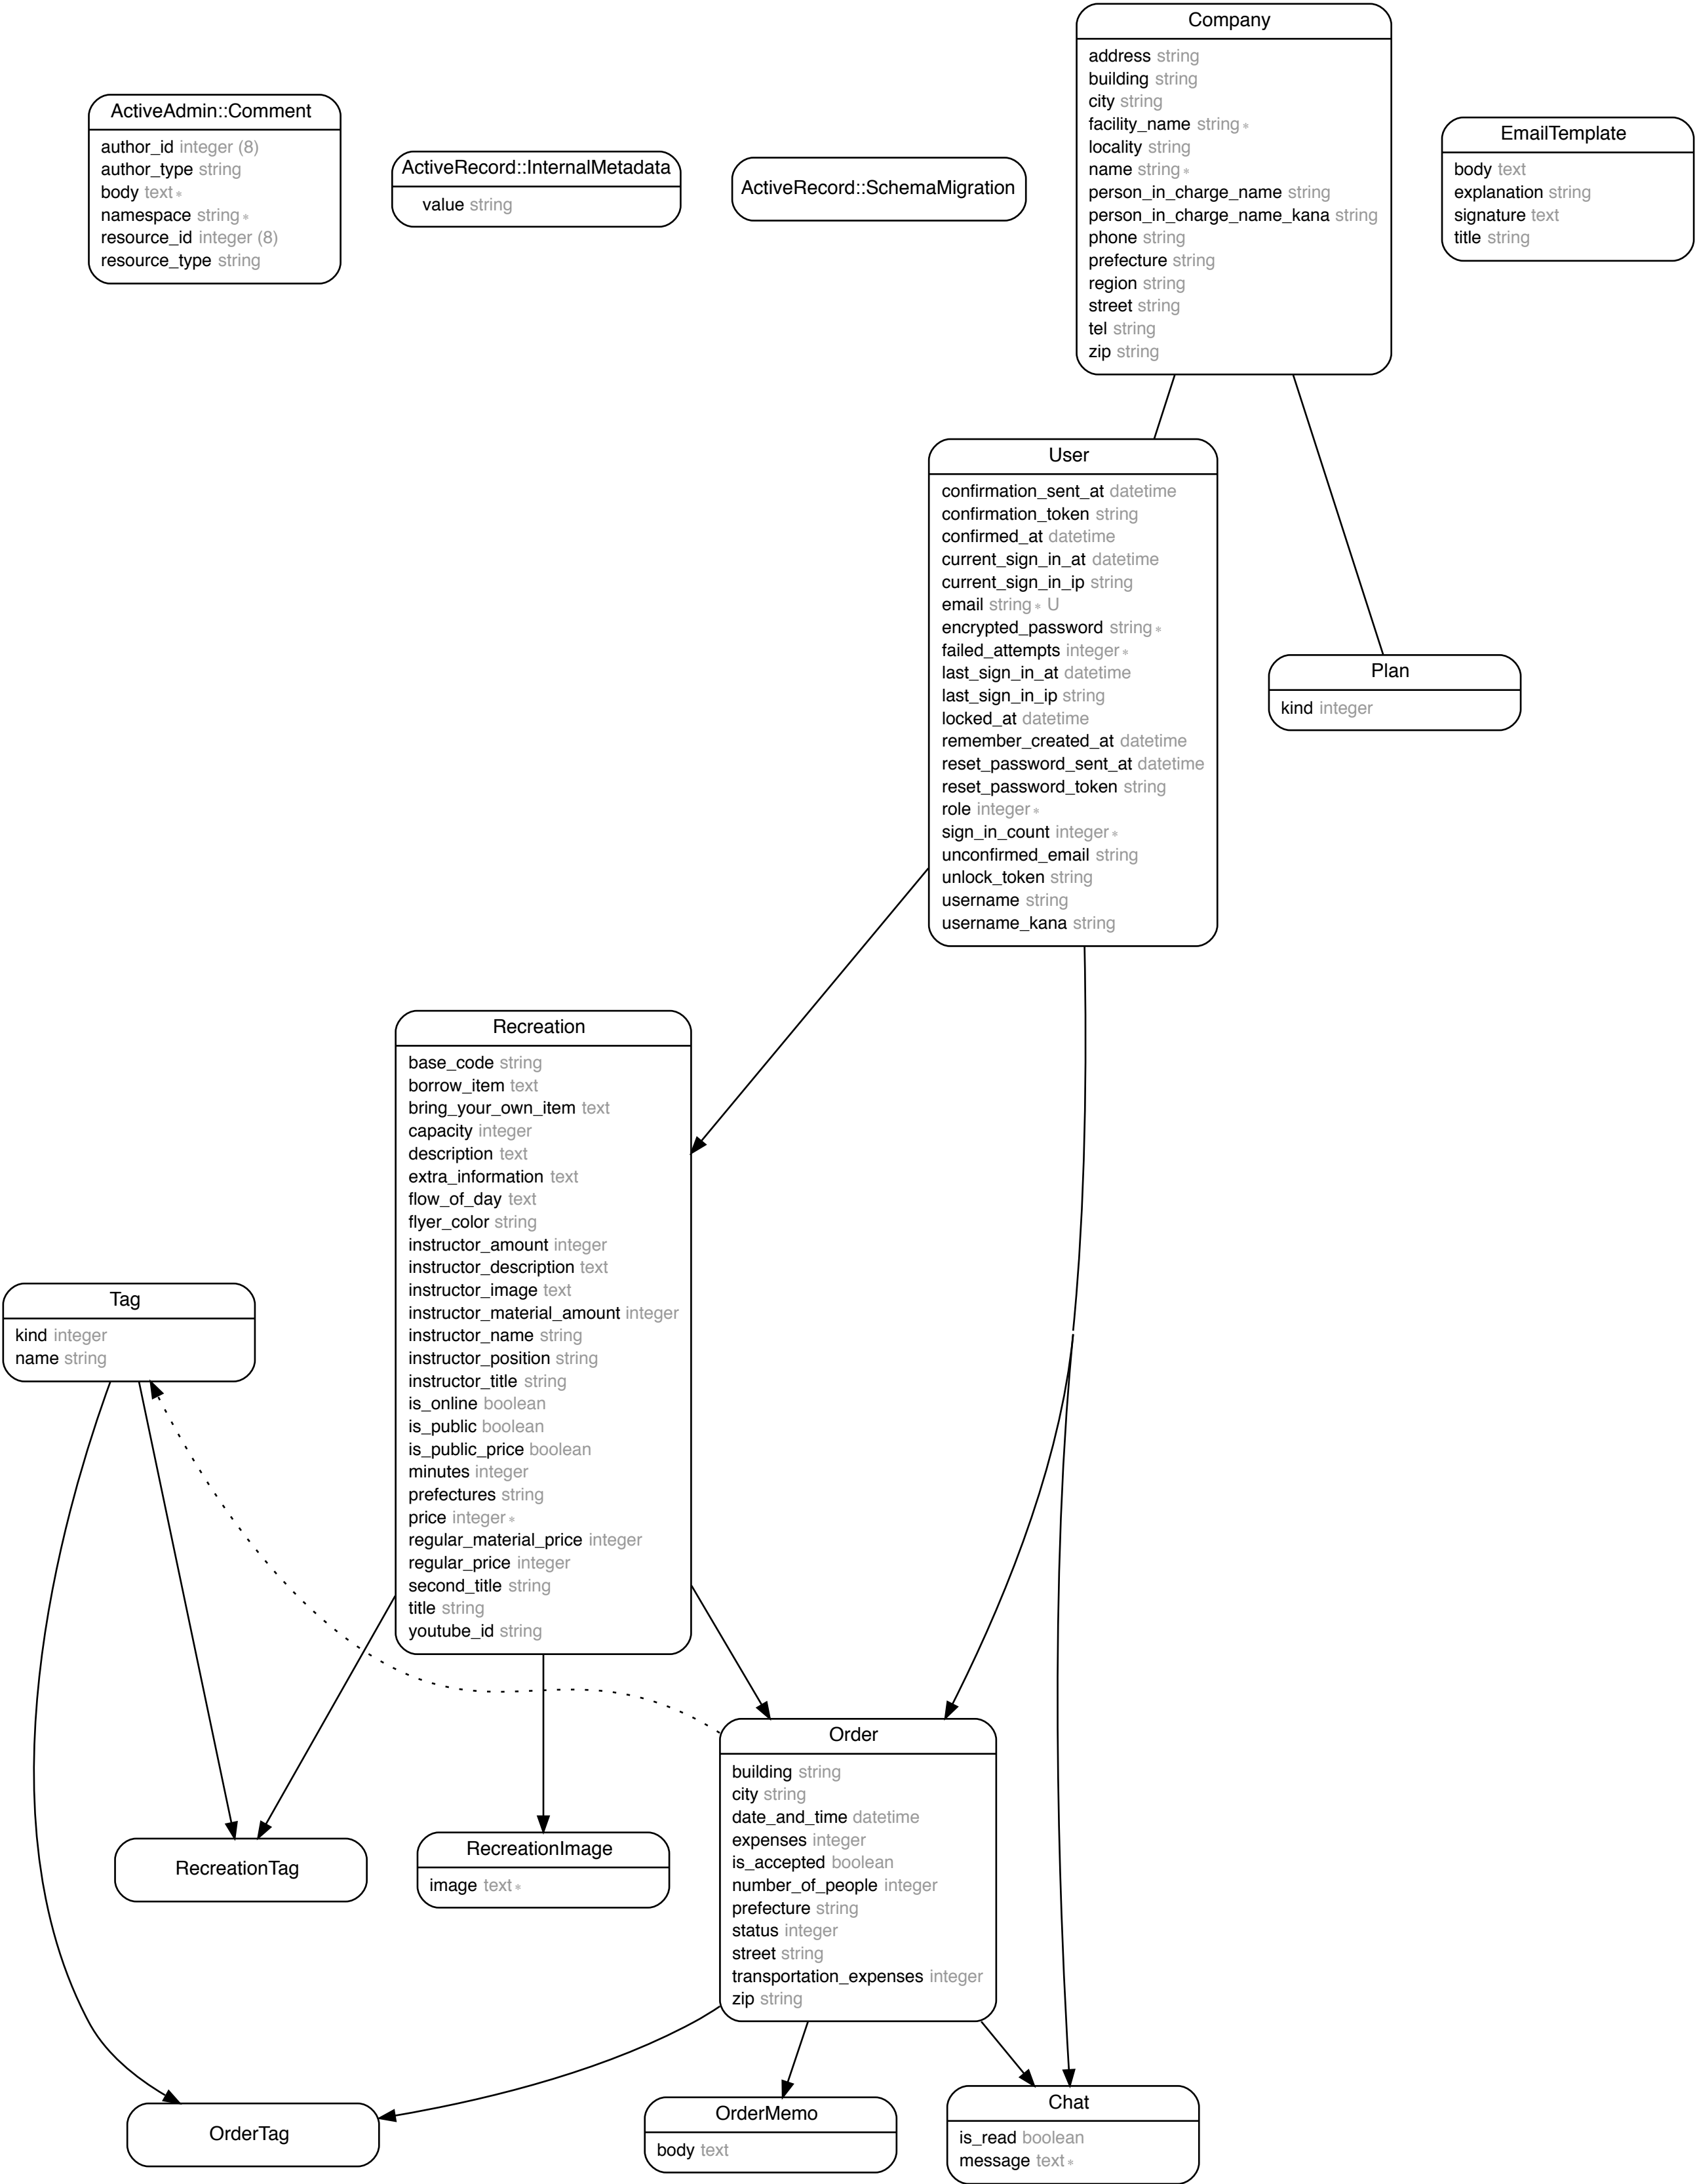 Company
address string
building string
city string
facility_name string ∗
locality string
name string ∗
person_in_charge_name string
person_in_charge_name_kana string
phone string
prefecture string
region string
street string
tel string
zip string
ActiveAdmin::Comment
author_id integer (8)
author_type string
body text ∗
namespace string ∗
resource_id integer (8)
resource_type string
ActiveRecord::InternalMetadata
value string
ActiveRecord::SchemaMigration
EmailTemplate
body text
explanation string
signature text
title string
User
confirmation_sent_at datetime
confirmation_token string
confirmed_at datetime
current_sign_in_at datetime
current_sign_in_ip string
email string ∗ U
encrypted_password string ∗
failed_attempts integer ∗
last_sign_in_at datetime
last_sign_in_ip string
locked_at datetime
remember_created_at datetime
reset_password_sent_at datetime
reset_password_token string
role integer ∗
sign_in_count integer ∗
unconfirmed_email string
unlock_token string
username string
username_kana string
Plan
kind integer
Recreation
base_code string
borrow_item text
bring_your_own_item text
capacity integer
description text
extra_information text
flow_of_day text
flyer_color string
instructor_amount integer
instructor_description text
instructor_image text
instructor_material_amount integer
instructor_name string
instructor_position string
instructor_title string
is_online boolean
is_public boolean
is_public_price boolean
minutes integer
prefectures string
price integer ∗
regular_material_price integer
regular_price integer
second_title string
title string
youtube_id string
Tag
kind integer
name string
Order
building string
city string
date_and_time datetime
expenses integer
is_accepted boolean
number_of_people integer
prefecture string
status integer
street string
transportation_expenses integer
zip string
RecreationTag
RecreationImage
image text ∗
OrderTag
OrderMemo
body text
Chat
is_read boolean
message text ∗